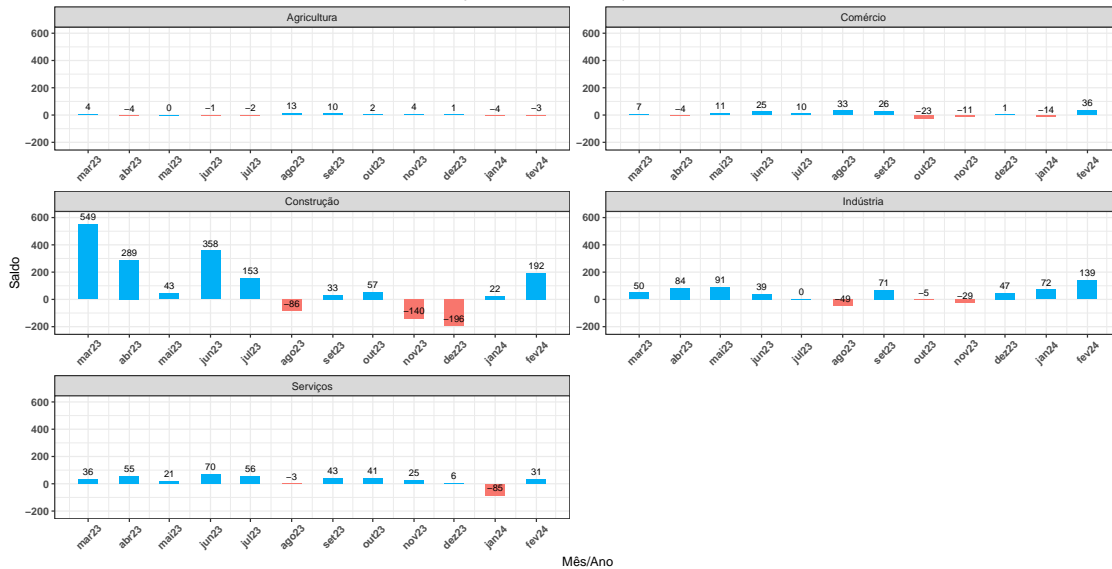 Agricultura
Comércio
600
400
200
0
−200
4 −4 0 −1 −2 13 10 2 4 1 −4 −3
mar23 abr23 mai23 jun23 jul23 ago23 set23 out23 nov23 dez23 jan24 fev24
600
400
200
0
−200
7 −4 11 25 10 33 26 −23 −11 1 −14 36
mar23 abr23 mai23 jun23 jul23 ago23 set23 out23 nov23 dez23 jan24 fev24
Construção
Indústria
Saldo
600
400
200
0
−200
549 289 43 358 153 −86 33 57 −140 −196 22 192
mar23 abr23 mai23 jun23 jul23 ago23 set23 out23 nov23 dez23 jan24 fev24
600
400
200
0
−200
50 84 91 39 0 −49 71 −5 −29 47 72 139
mar23 abr23 mai23 jun23 jul23 ago23 set23 out23 nov23 dez23 jan24 fev24
Serviços
600
400
200
0
−200
36 55 21 70 56 −3 43 41 25 6 −85 31
mar23 abr23 mai23 jun23 jul23 ago23 set23 out23 nov23 dez23 jan24 fev24
Mês/Ano